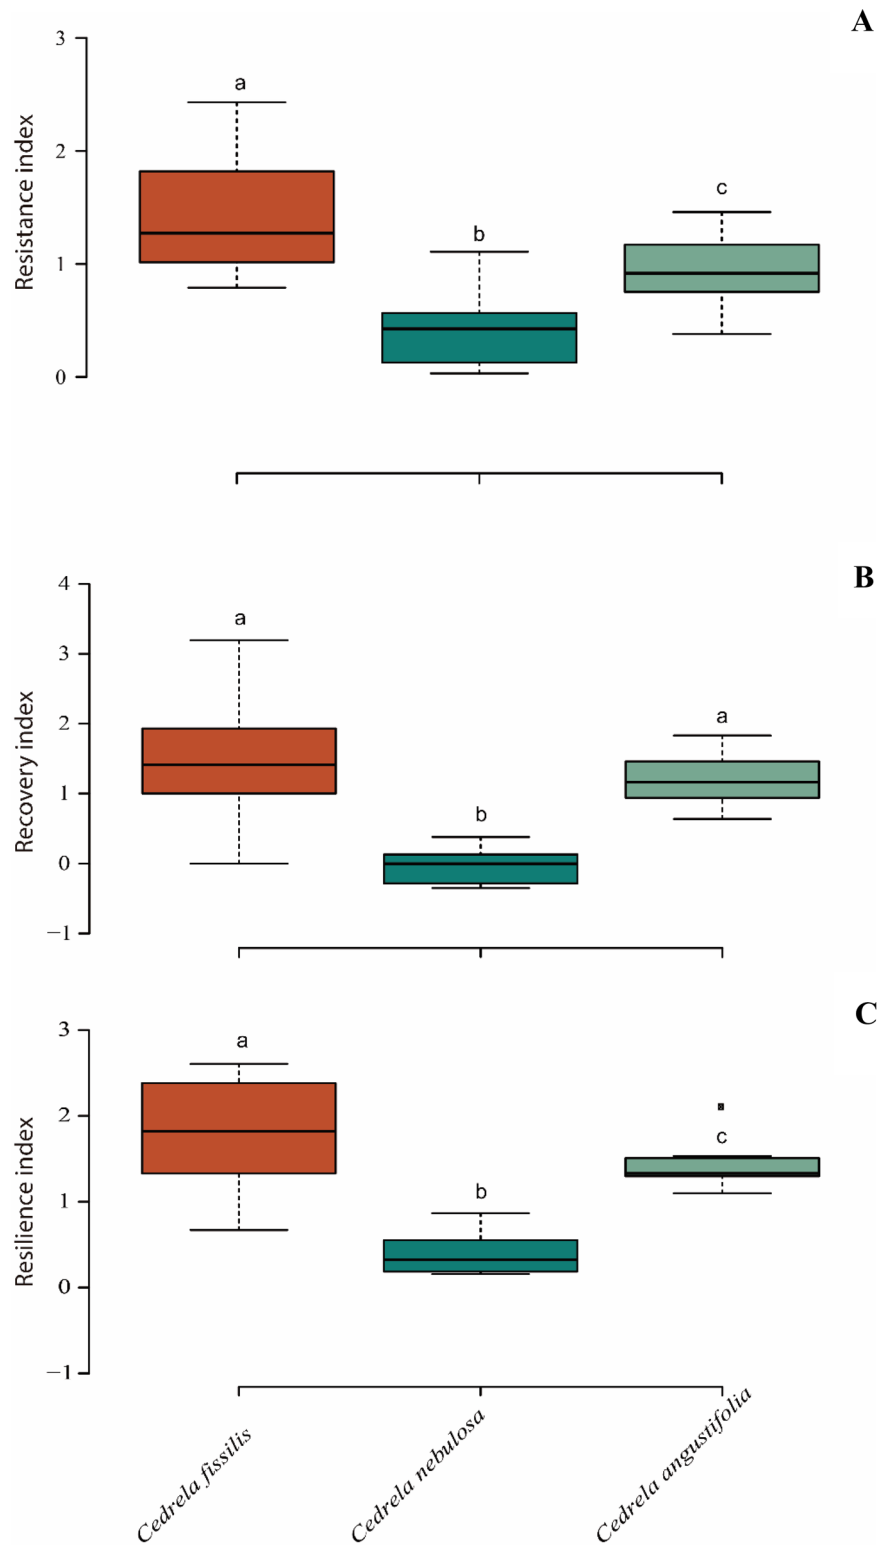 A
3
a
2
c
b
1
0
Resistance index
B
4
a
3
a
2
1
b
0
−1
Recovery index
C
3
a
2
c
b
1
0
−1
Resilience index
Cedrela fissilis
Cedrela nebulosa
Cedrela angustifolia